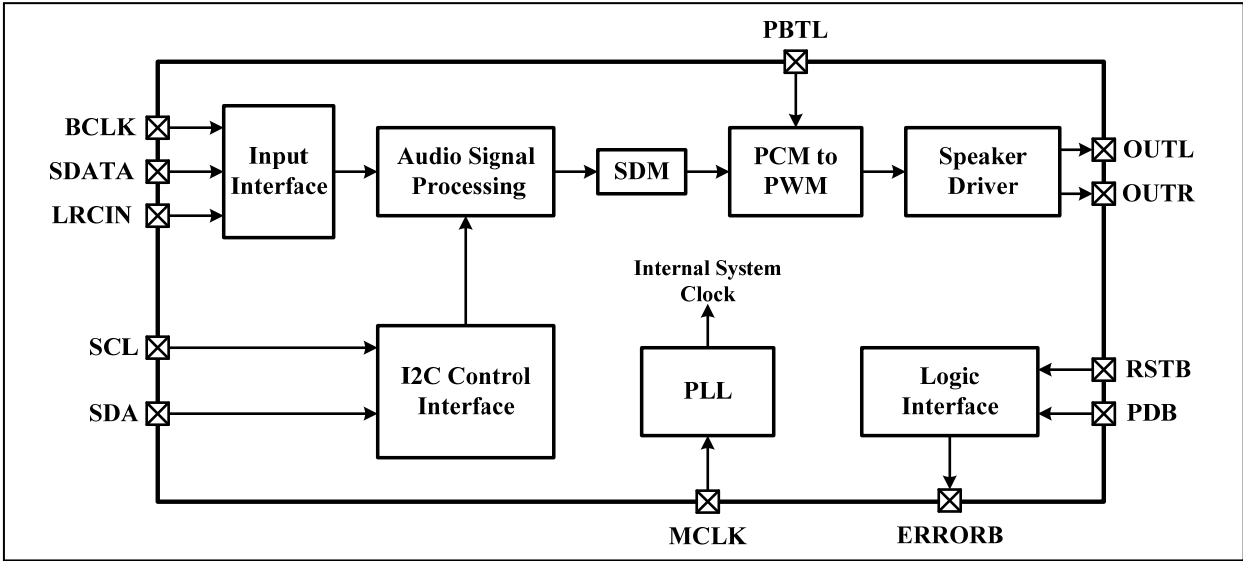 PBTL
BCLK
SDATA
LRCIN
Input
Interface
Audio Signal
Processing
SDM
PCM to
PWM
Speaker
Driver
OUTL
OUTR
Internal System
Clock
SCL
SDA
I2C Control
Interface
PLL
Logic
Interface
RSTB
PDB
MCLK
ERRORB